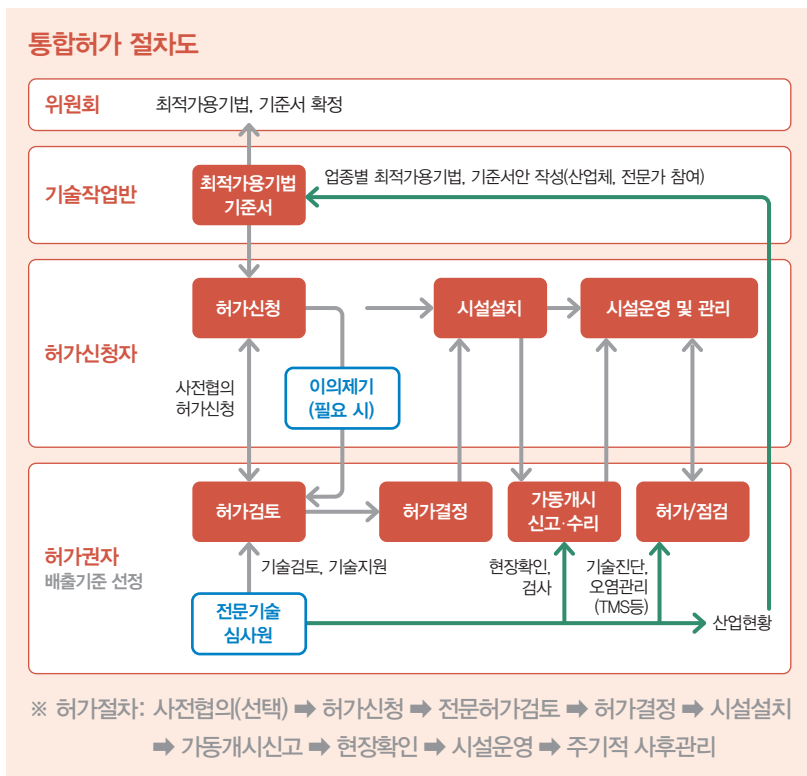 통합허가 절차도
위원회
최적가용기법, 기준서 확정
기술작업반
최적가용기법
기준서
업종별 최적가용기법, 기준서안 작성(산업체, 전문가 참여)
허가신청자
허가신청
시설설치
시설운영 및 관리
사전협의
허가신청
이의제기
(필요 시)
허가권자
배출기준 선정
허가검토
허가결정
가동개시
신고·수리
허가/점검
기술검토, 기술지원
현장확인,
검사
기술진단,
오염관리
(TMS등)
전문기술
심사원
산업현황
※ 허가절차: 사전협의(선택) ➡ 허가신청 ➡ 전문허가검토 ➡ 허가결정 ➡ 시설설치
➡ 가동개시신고 ➡ 현장확인 ➡ 시설운영 ➡ 주기적 사후관리